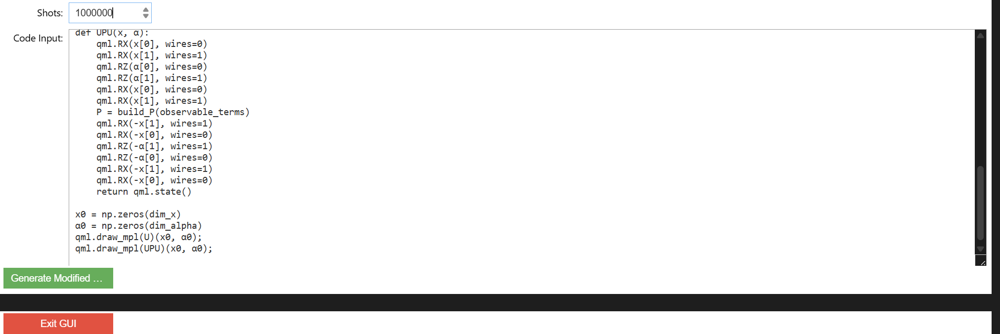 Shots: 1000000
Code Input:
def UPU(x, α):
    qml.RX(x[0], wires=0)
    qml.RX(x[1], wires=1)
    qml.RZ(α[0], wires=0)
    qml.RZ(α[1], wires=1)
    qml.RX(x[0], wires=0)
    qml.RX(x[1], wires=1)
    P = build_P(observable_terms)
    qml.RX(-x[1], wires=1)
    qml.RX(-x[0], wires=0)
    qml.RZ(-α[1], wires=1)
    qml.RZ(-α[0], wires=0)
    qml.RX(-x[1], wires=1)
    qml.RX(-x[0], wires=0)
    return qml.state()
x0 = np.zeros(dim_x)
α0 = np.zeros(dim_alpha)
qml.draw_mpl(U)(x0, α0);
qml.draw_mpl(UPU)(x0, α0);
Generate Modified ...
Exit GUI